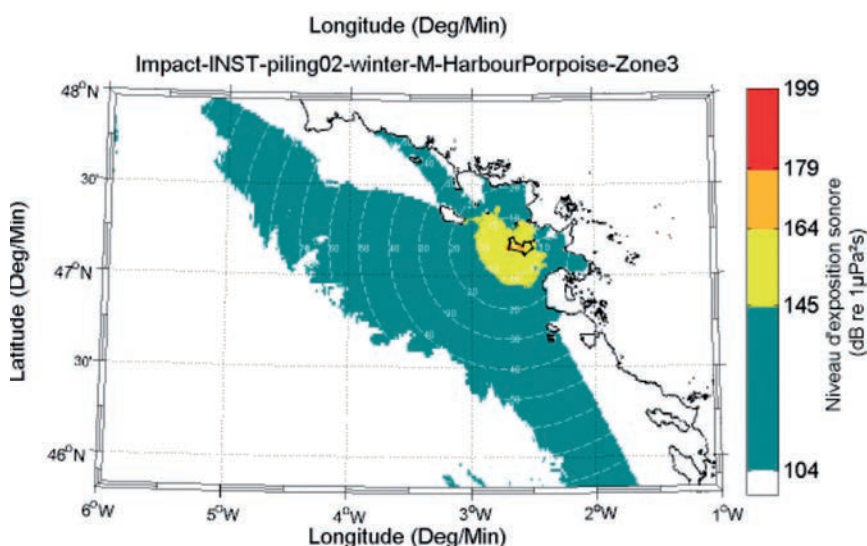 Longitude (Deg/Min)
Impact-INST-piling02-winter-M-HarbourPorpoise-Zone3
48°N
30'
47°N
30'
46°N
Latitude (Deg/Min)
6°W
5°W
4°W
3°W
2°W
1°W
Longitude (Deg/Min)
199
179
164
145
104
Niveau d'exposition sonore
(dB re 1µPa²s)